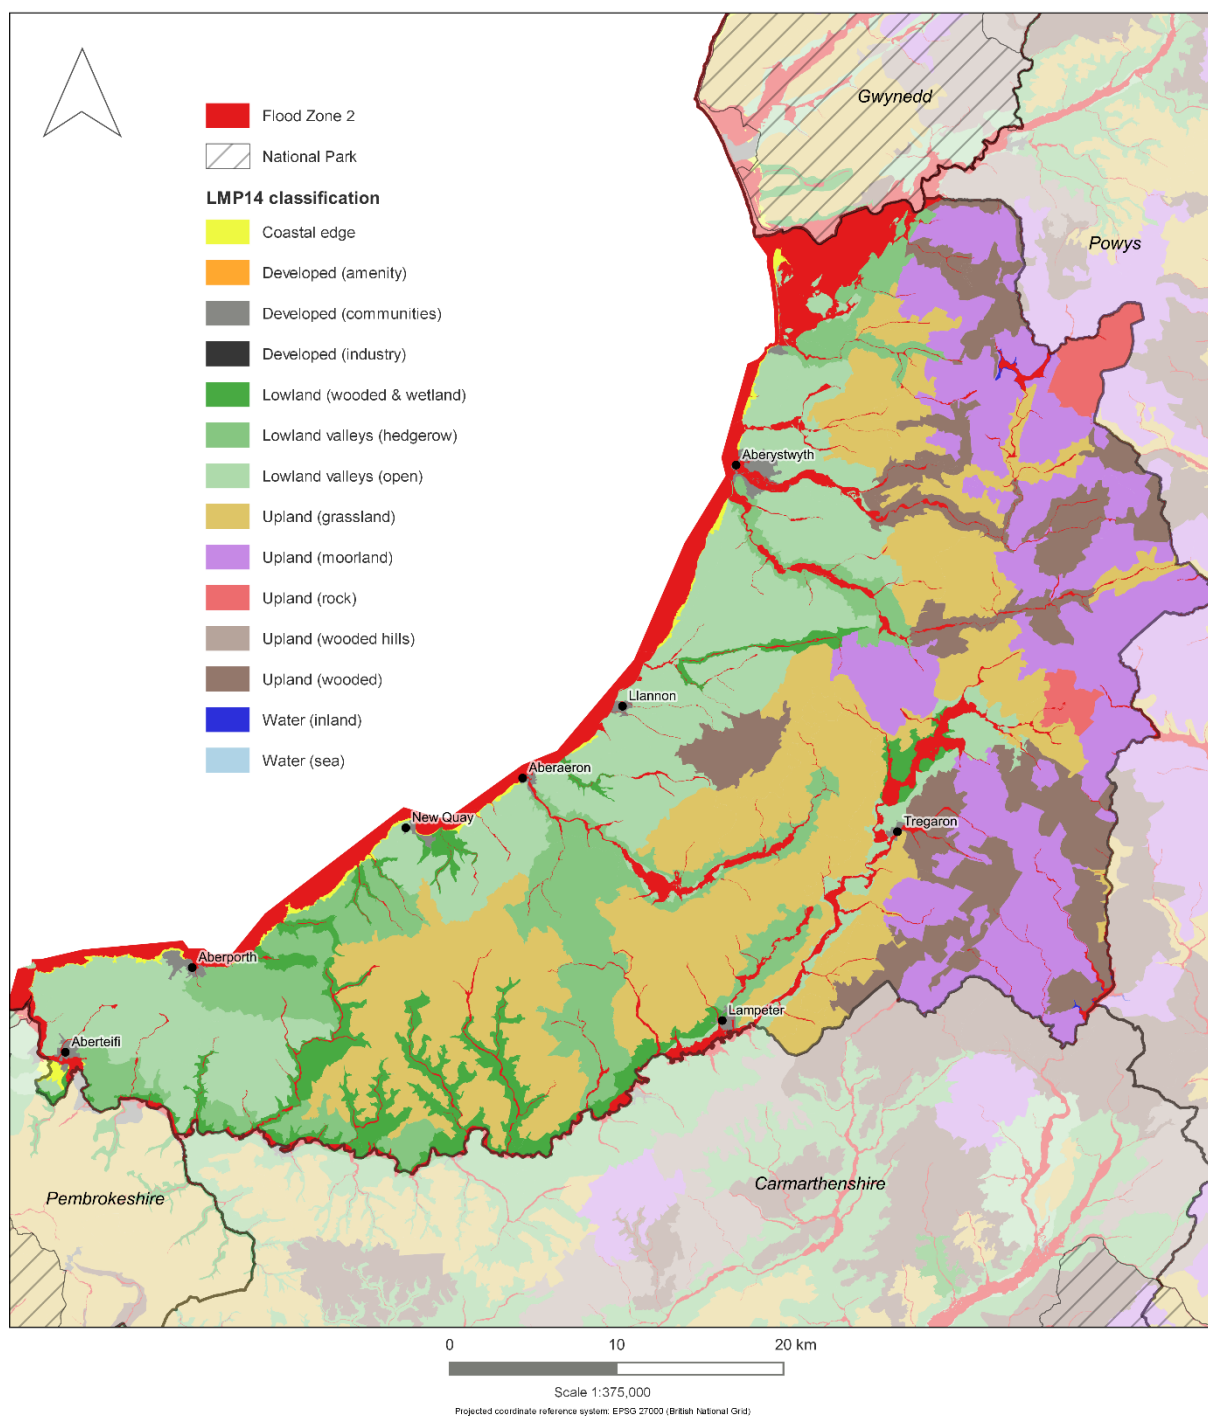 Flood Zone 2
National Park
LMP14 classification
Coastal edge
Developed (amenity)
Developed (communities)
Developed (industry)
Lowland (wooded & wetland)
Lowland valleys (hedgerow)
Lowland valleys (open)
Upland (grassland)
Upland (moorland)
Upland (rock)
Upland (wooded hills)
Upland (wooded)
Water (inland)
Water (sea)
Gwynedd
Powys
Aberystwyth
Llannon
Aberaeron
New Quay
Tregaron
Aberporth
Lampeter
Aberteifi
Pembrokeshire
Carmarthenshire
0 10 20 km
Scale 1:375,000
Projected coordinate reference system: EPSG 27000 (British National Grid)